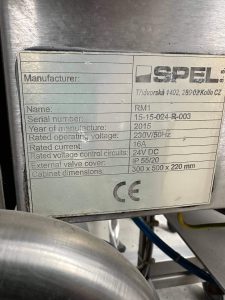 Manufacturer:
SPEL
Třídvorská 1402, 280 02 Kolín CZ
Name: RM1
Serial number: 15-15-024-R-003
Year of manufacture: 2015
Rated operating voltage: 230V/50Hz
Rated current: 16A
Rated voltage control circuits: 24V DC
External valve cover: IP 55/20
Cabinet dimensions: 300 x 500 x 220 mm
CE